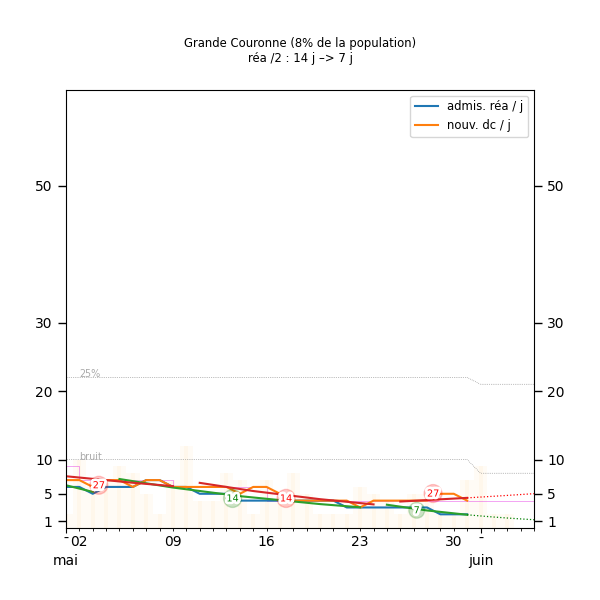 Grande Couronne (8% de la population)
réa /2 : 14 j –> 7 j
admis. réa / j
nouv. dc / j
50 50
30 30
25%
20 20
bruit
10 10
27 14 14 7 27
5 5
1 1
02 09 16 23 30
mai juin